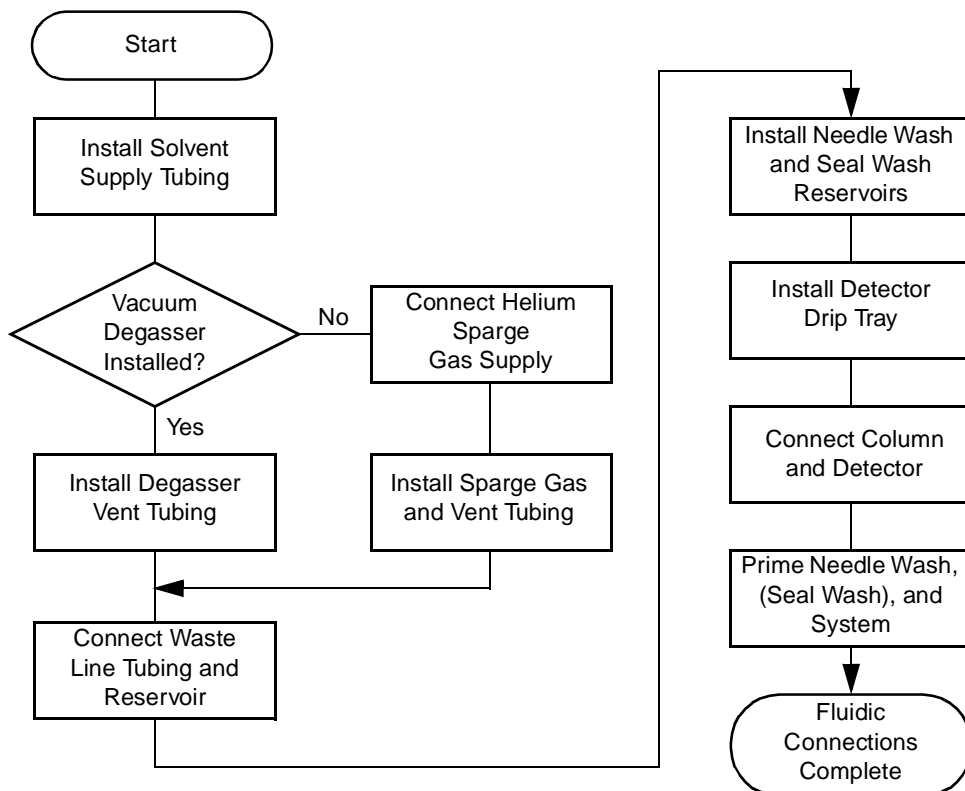 Start
Install Solvent
Supply Tubing
Vacuum
Degasser
Installed?
No
Connect Helium
Sparge
Gas Supply
Yes
Install Degasser
Vent Tubing
Install Sparge Gas
and Vent Tubing
Connect Waste
Line Tubing and
Reservoir
Install Needle Wash
and Seal Wash
Reservoirs
Install Detector
Drip Tray
Connect Column
and Detector
Prime Needle Wash,
(Seal Wash), and
System
Fluidic
Connections
Complete